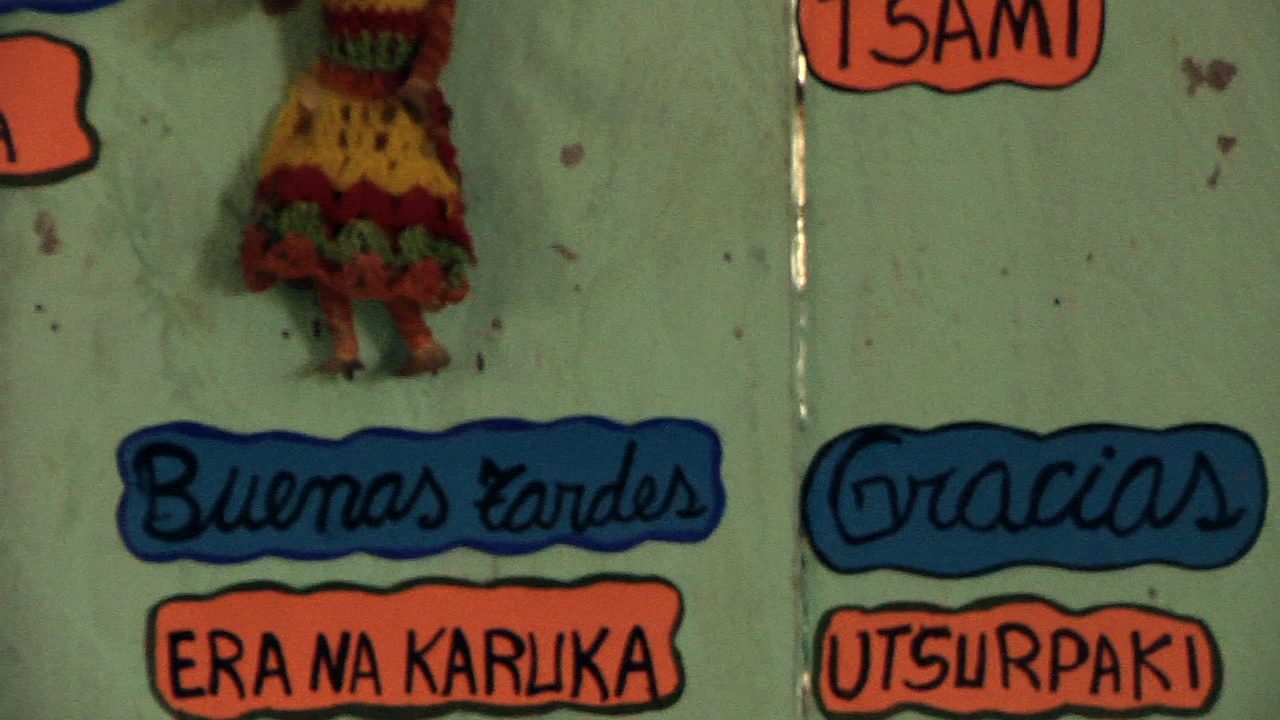 TSAMI
Buenas tardes
Gracias
ERA NA KARUKA
UTSURPAKI